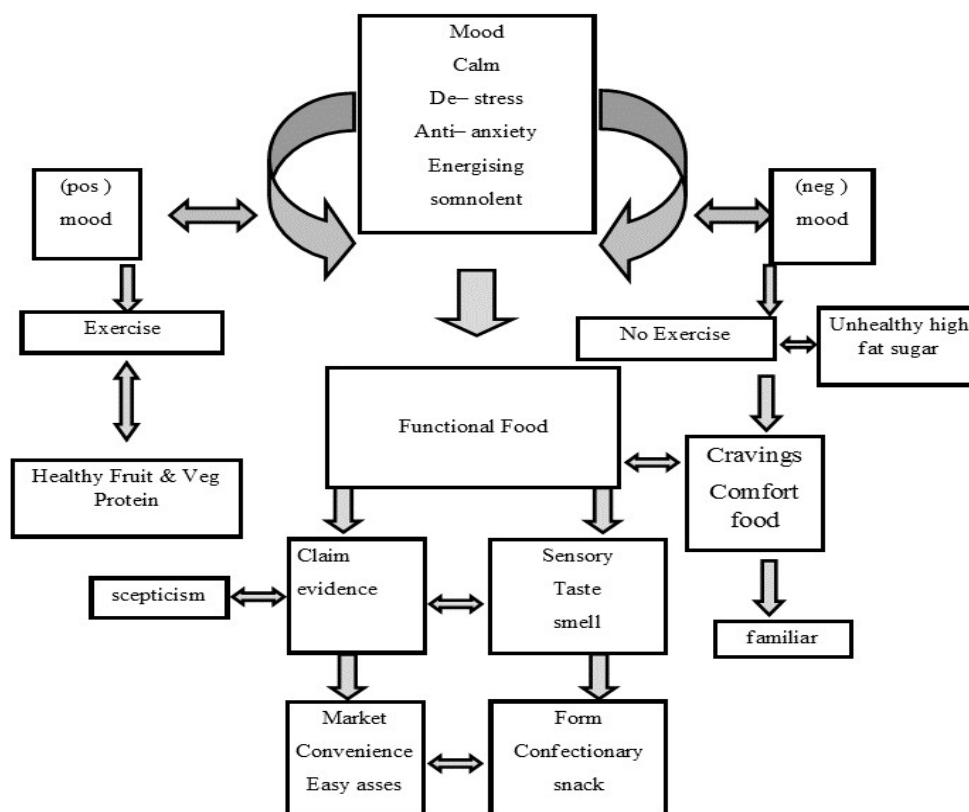 Mood
Calm
De– stress
Anti– anxiety
Energising
somnolent
(pos )
mood
(neg )
mood
Exercise
No Exercise
Unhealthy high
fat sugar
Functional Food
Cravings
Comfort
food
Healthy Fruit & Veg
Protein
Claim
evidence
Sensory
Taste
smell
scepticism
familiar
Market
Convenience
Easy asses
Form
Confectionary
snack